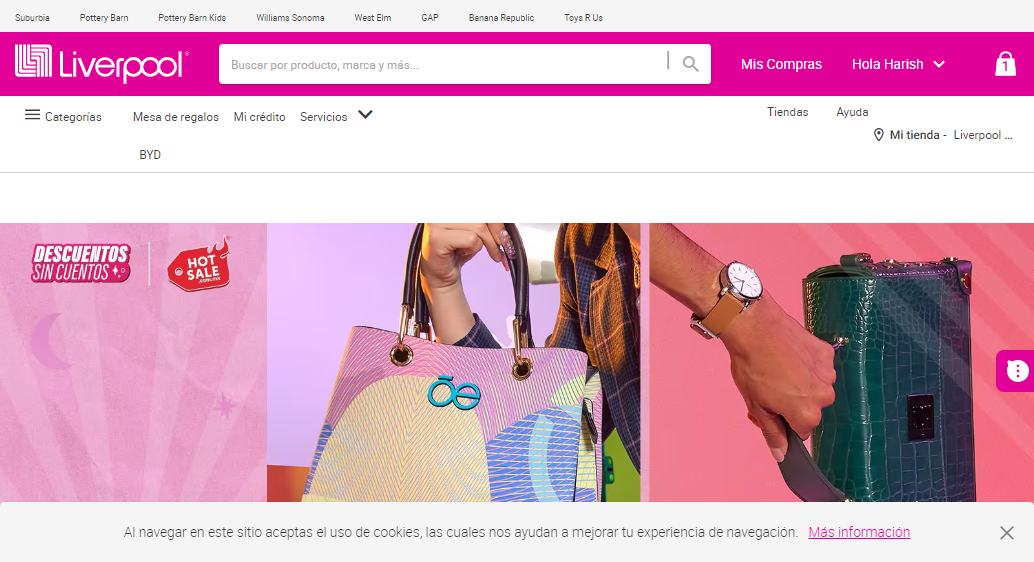 Suburbia Pottery Barn Pottery Barn Kids Williams Sonoma West Elm GAP Banana Republic Toys R Us
Liverpool®
Buscar por producto, marca y más...
Mis Compras Hola Harish 1
Categorías Mesa de regalos Mi crédito Servicios Tiendas Ayuda
Mi tienda - Liverpool ...
BYD
DESCUENTOS
SIN CUENTOS
HOT
SALE
.com.mx
Al navegar en este sitio aceptas el uso de cookies, las cuales nos ayudan a mejorar tu experiencia de navegación. Más información